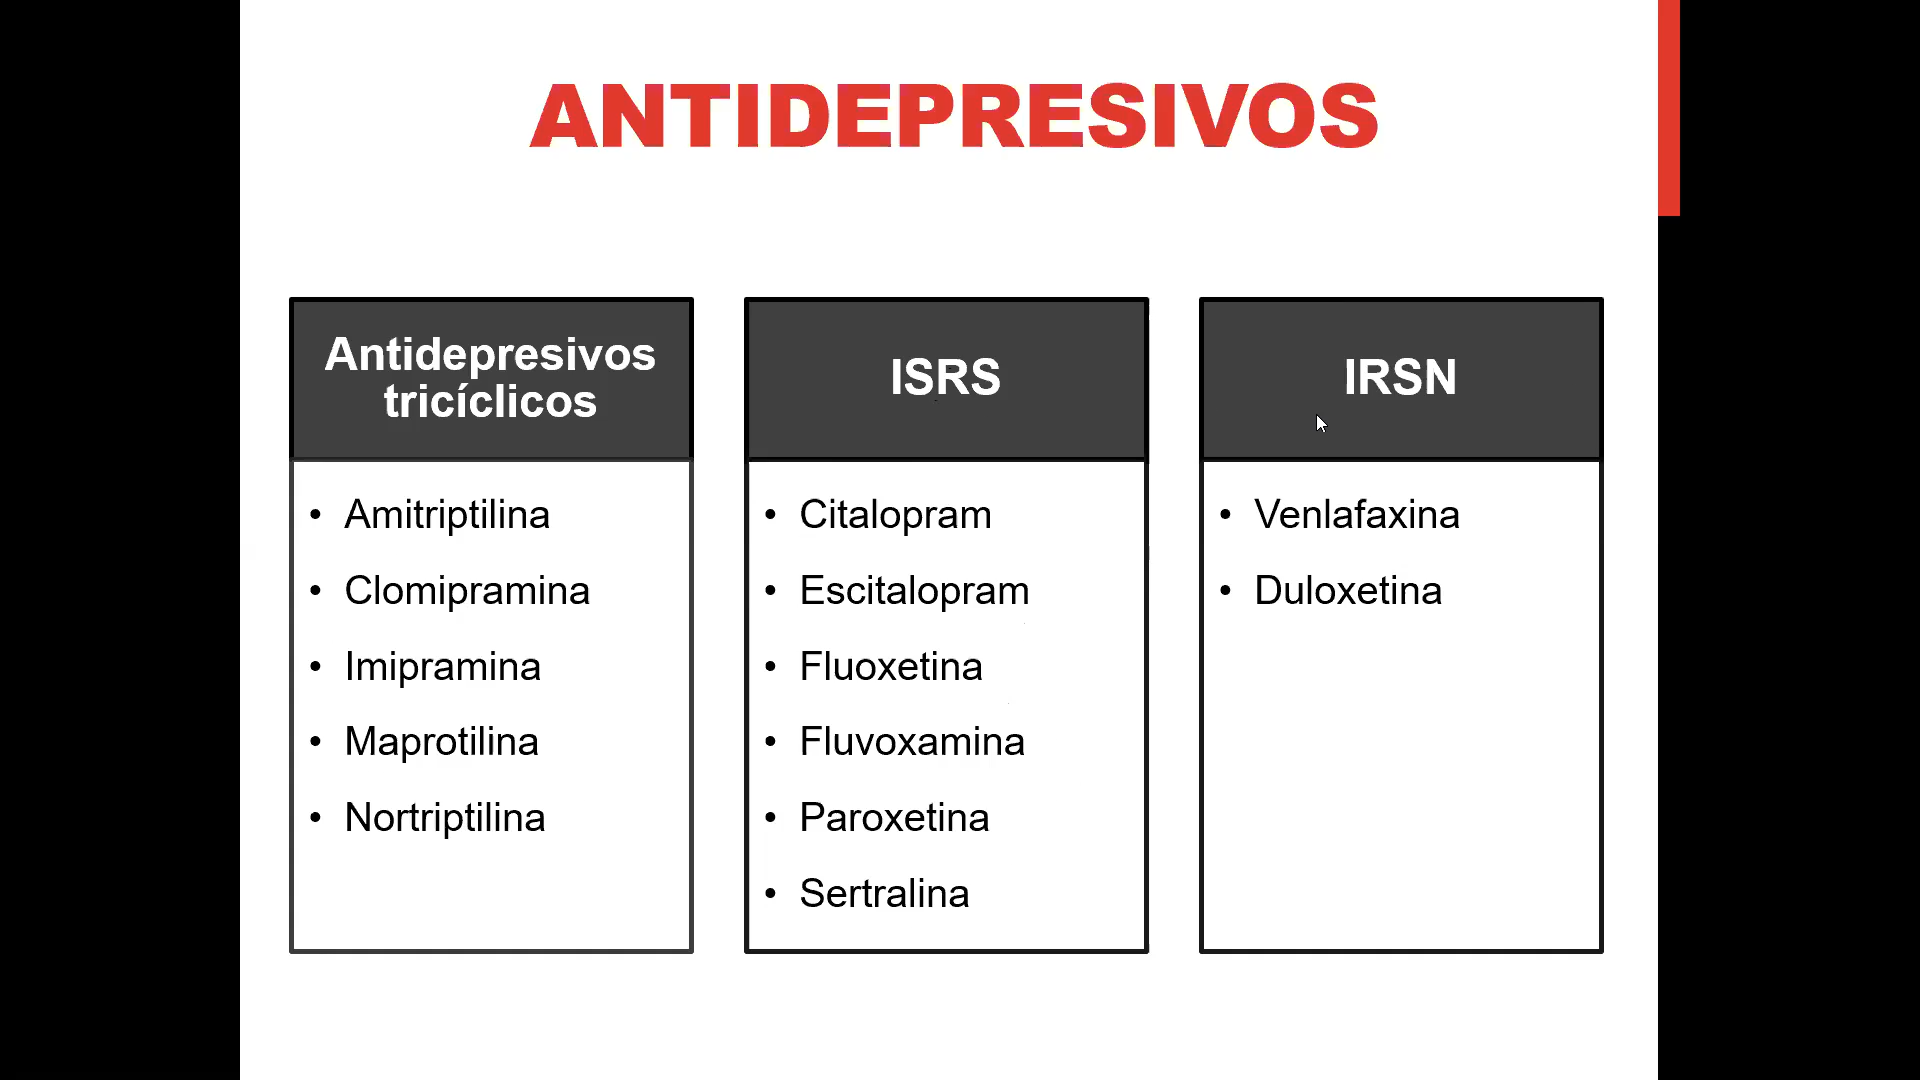 ANTIDEPRESIVOS
Antidepresivos
tricíclicos
• Amitriptilina
• Clomipramina
• Imipramina
• Maprotilina
• Nortriptilina
ISRS
• Citalopram
• Escitalopram
• Fluoxetina
• Fluvoxamina
• Paroxetina
• Sertralina
IRSN
• Venlafaxina
• Duloxetina